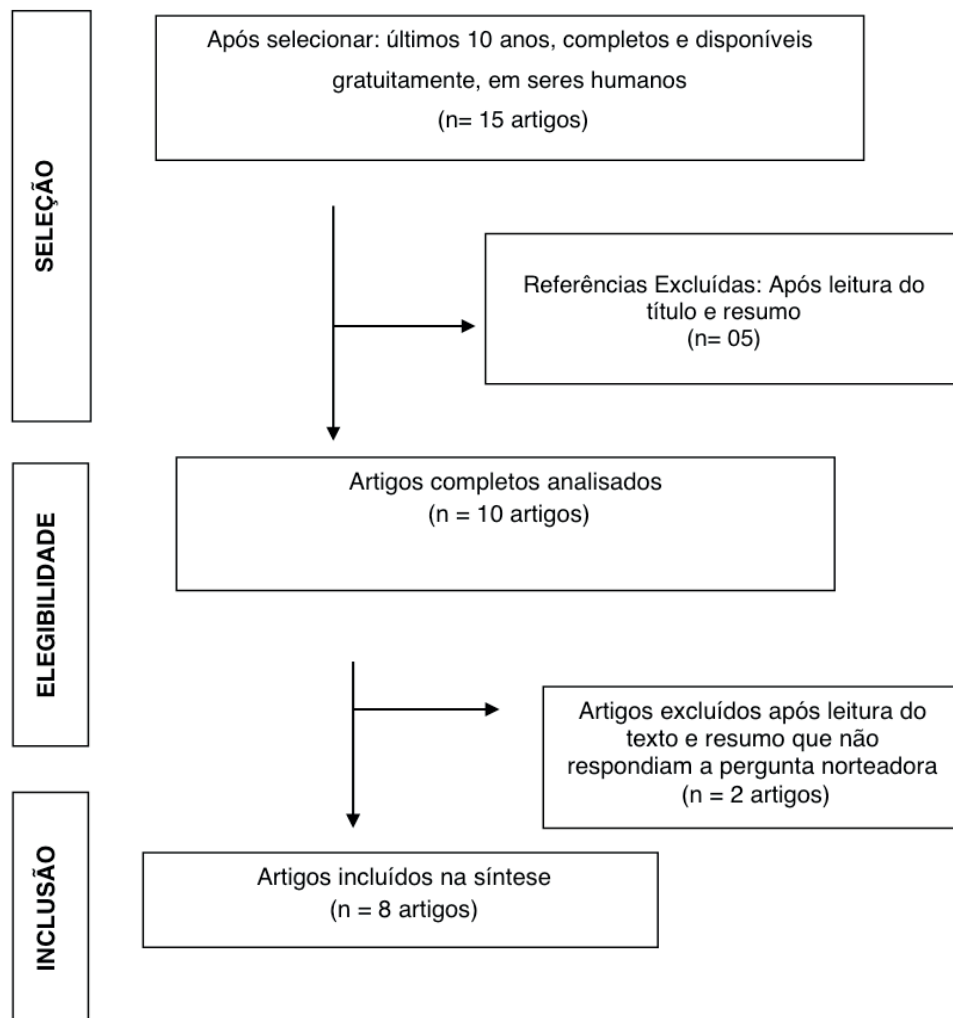 SELEÇÃO
Após selecionar: últimos 10 anos, completos e disponíveis
gratuitamente, em seres humanos
(n= 15 artigos)
Referências Excluídas: Após leitura do
título e resumo
(n= 05)
ELEGIBILIDADE
Artigos completos analisados
(n = 10 artigos)
Artigos excluídos após leitura do
texto e resumo que não
respondiam a pergunta norteadora
(n = 2 artigos)
INCLUSÃO
Artigos incluídos na síntese
(n = 8 artigos)